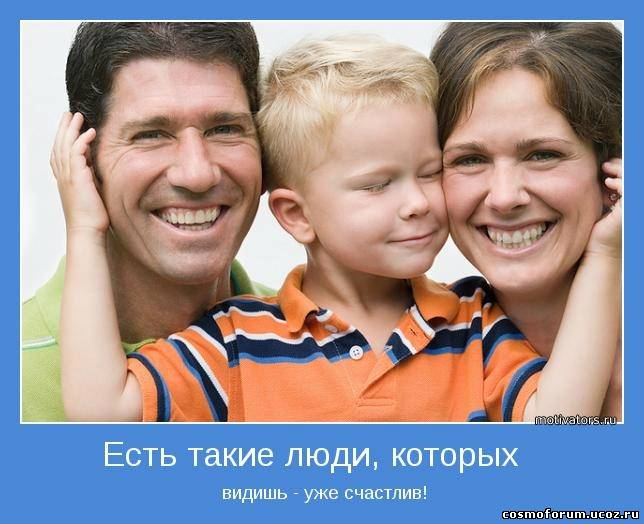 motivators.ru
Есть такие люди, которых
видишь - уже счастлив!
cosmoforum.ucoz.ru